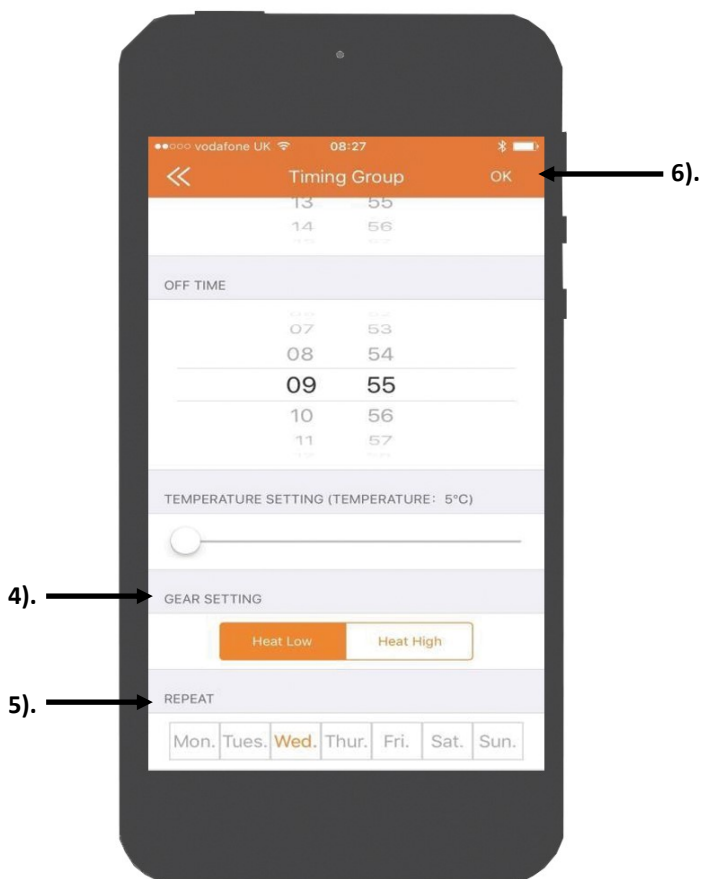 vodafone UK 08:27
Timing Group OK
6).
13 55
14 56
OFF TIME
07 53
08 54
09 55
10 56
11 57
TEMPERATURE SETTING (TEMPERATURE: 5°C)
4).
GEAR SETTING
Heat Low Heat High
5).
REPEAT
Mon. Tues. Wed. Thur. Fri. Sat. Sun.